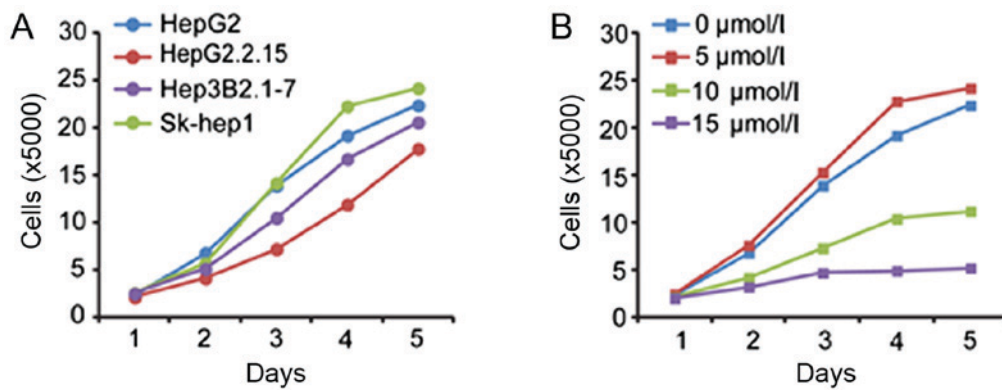 A
30
25
20
15
10
5
0
Cells (x5000)
HepG2
HepG2.2.15
Hep3B2.1-7
Sk-hep1
1 2 3 4 5
Days
B
30
25
20
15
10
5
0
Cells (x5000)
0 µmol/l
5 µmol/l
10 µmol/l
15 µmol/l
1 2 3 4 5
Days